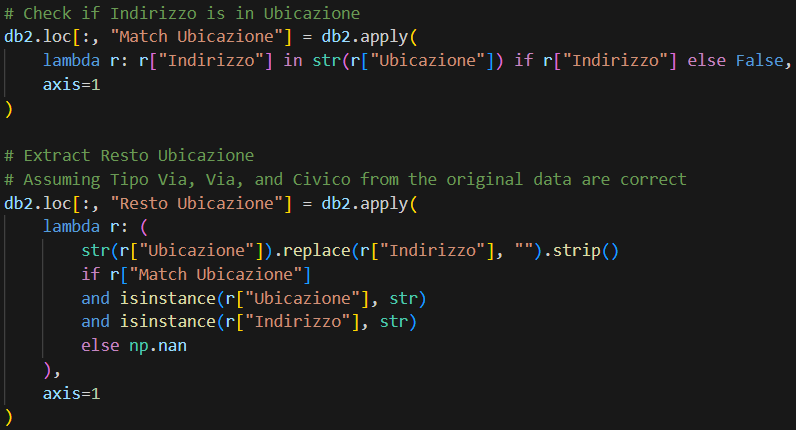 # Check if Indirizzo is in Ubicazione
db2.loc[:, "Match Ubicazione"] = db2.apply(
    lambda r: r["Indirizzo"] in str(r["Ubicazione"]) if r["Indirizzo"] else False,
    axis=1
)

# Extract Resto Ubicazione
# Assuming Tipo Via, Via, and Civico from the original data are correct
db2.loc[:, "Resto Ubicazione"] = db2.apply(
    lambda r: (
        str(r["Ubicazione"]).replace(r["Indirizzo"], "").strip()
        if r["Match Ubicazione"]
        and isinstance(r["Ubicazione"], str)
        and isinstance(r["Indirizzo"], str)
        else np.nan
    ),
    axis=1
)